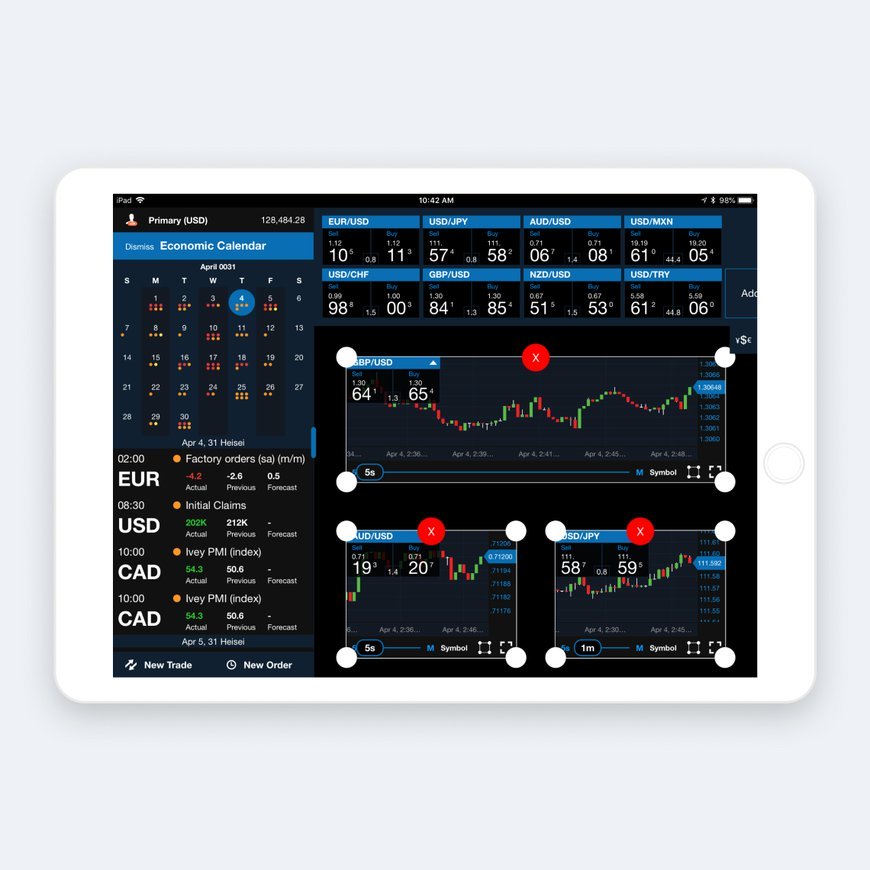 iPad 10:42 AM 98%
Primary (USD) 128,484.28
Dismiss Economic Calendar
April 0031
S M T W T F S
1 2 3 4 5 6
7 8 9 10 11 12 13
14 15 16 17 18 19 20
21 22 23 24 25 26 27
28 29 30
Apr 4, 31 Heisei
02:00 Factory orders (sa) (m/m)
EUR -4.2 -2.6 0.5
Actual Previous Forecast
08:30 Initial Claims
USD 202K 212K -
Actual Previous Forecast
10:00 Ivey PMI (index)
CAD 54.3 50.6 -
Actual Previous Forecast
10:00 Ivey PMI (index)
CAD 54.3 50.6 -
Actual Previous Forecast
Apr 5, 31 Heisei
New Trade New Order
EUR/USD USD/JPY AUD/USD USD/MXN
Sell Buy Sell Buy Sell Buy Sell Buy
1.12 1.12 111. 111. 0.71 0.71 19.19 19.20
10 5 0.8 11 3 57 4 0.8 58 2 06 7 1.4 08 1 61 0 44.4 05 4
USD/CHF GBP/USD NZD/USD USD/TRY
Sell Buy Sell Buy Sell Buy Sell Buy
0.99 1.00 1.30 1.30 0.67 0.67 5.58 5.59
98 8 1.5 00 3 84 1 1.3 85 4 51 5 1.5 53 0 61 2 44.8 06 0
Add
¥$€
X
GBP/USD
Sell Buy
1.30 1.30
64 1 1.3 65 4
1.3066
1.30648
1.3064
1.3063
1.3062
1.3061
1.3060
34… Apr 4, 2:36… Apr 4, 2:39… Apr 4, 2:41… Apr 4, 2:45… Apr 4, 2:48…
5s M Symbol
X
AUD/USD
Sell Buy
0.71 0.71
19 3 1.4 20 7
.71206
0.71200
.71194
.71188
.71182
.71176
6… Apr 4, 2:36… Apr 4, 2:46…
5s M Symbol
X
USD/JPY
Sell Buy
111. 111.
58 7 0.8 59 5
111.61
111.60
111.592
111.58
111.57
111.56
111.55
111.54
Apr 4, 2:30… Apr 4, 2:45…
5s 1m M Symbol